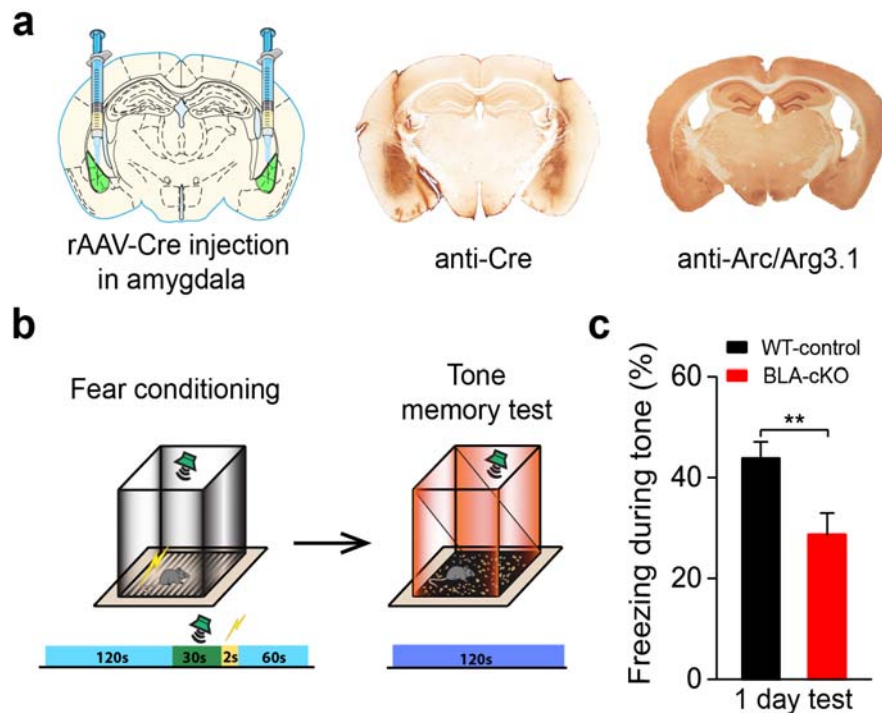 a
rAAV-Cre injection
in amygdala
anti-Cre
anti-Arc/Arg3.1
b
Fear conditioning
Tone
memory test
120s
30s
2s
60s
120s
c
WT-control
BLA-cKO
Freezing during tone (%)
60
40
20
0
**
1 day test